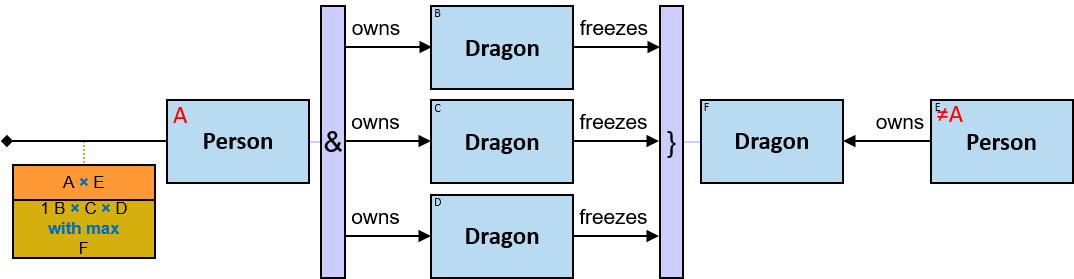 B
owns
Dragon
freezes
A
Person
&
C
owns
Dragon
freezes
}
F
Dragon
owns
E
≠A
Person
D
owns
Dragon
freezes
A × E
1 B × C × D
with max
F